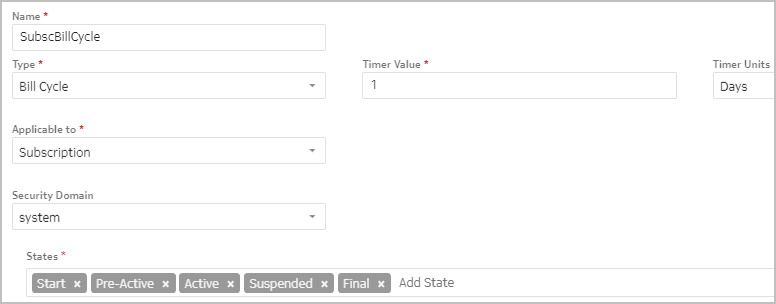 Name *
SubscBillCycle
Type * Timer Value * Timer Units
Bill Cycle 1 Days
Applicable to *
Subscription
Security Domain
system
States *
Start × Pre-Active × Active × Suspended × Final × Add State